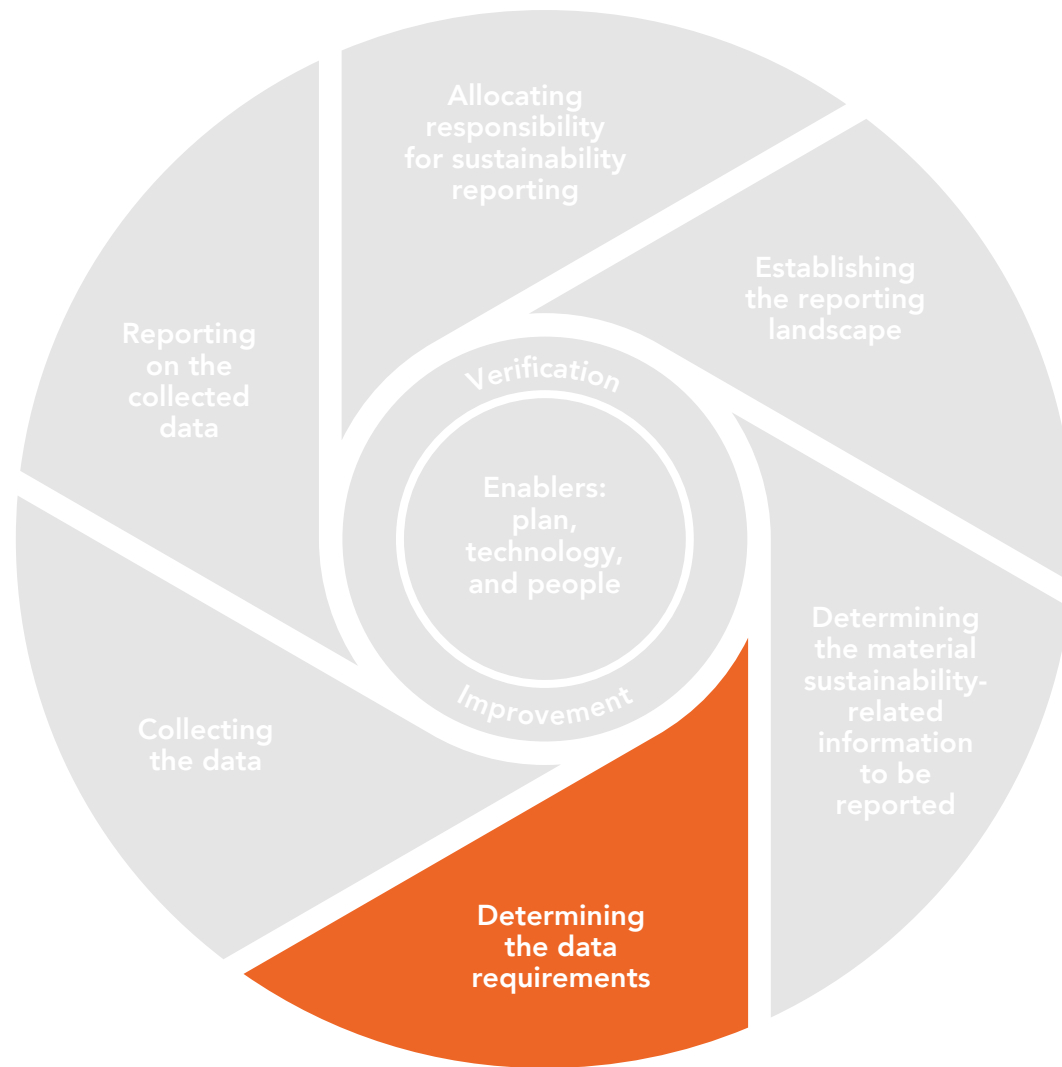 Allocating
responsibility
for sustainability
reporting
Establishing
the reporting
landscape
Determining
the material
sustainability-
related
information
to be
reported
Determining
the data
requirements
Collecting
the data
Reporting
on the
collected
data
Verification
Enablers:
plan,
technology,
and people
Improvement